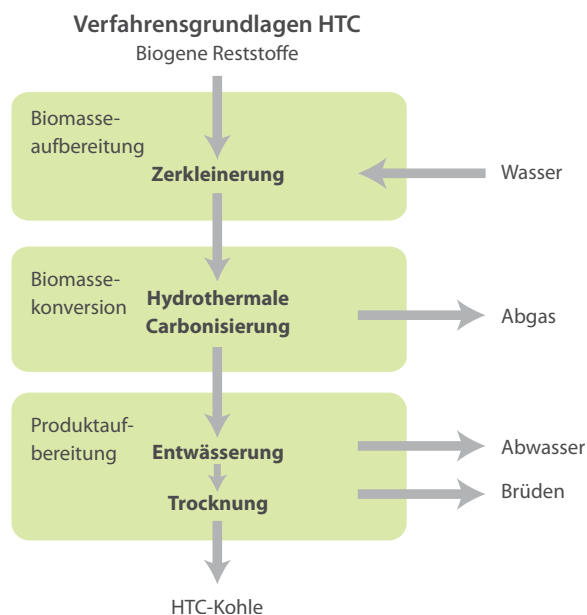 Verfahrensgrundlagen HTC
Biogene Reststoffe
Biomasse-
aufbereitung
Zerkleinerung
Wasser
Biomasse-
konversion
Hydrothermale
Carbonisierung
Abgas
Produktauf-
bereitung
Entwässerung
Abwasser
Trocknung
Brüden
HTC-Kohle